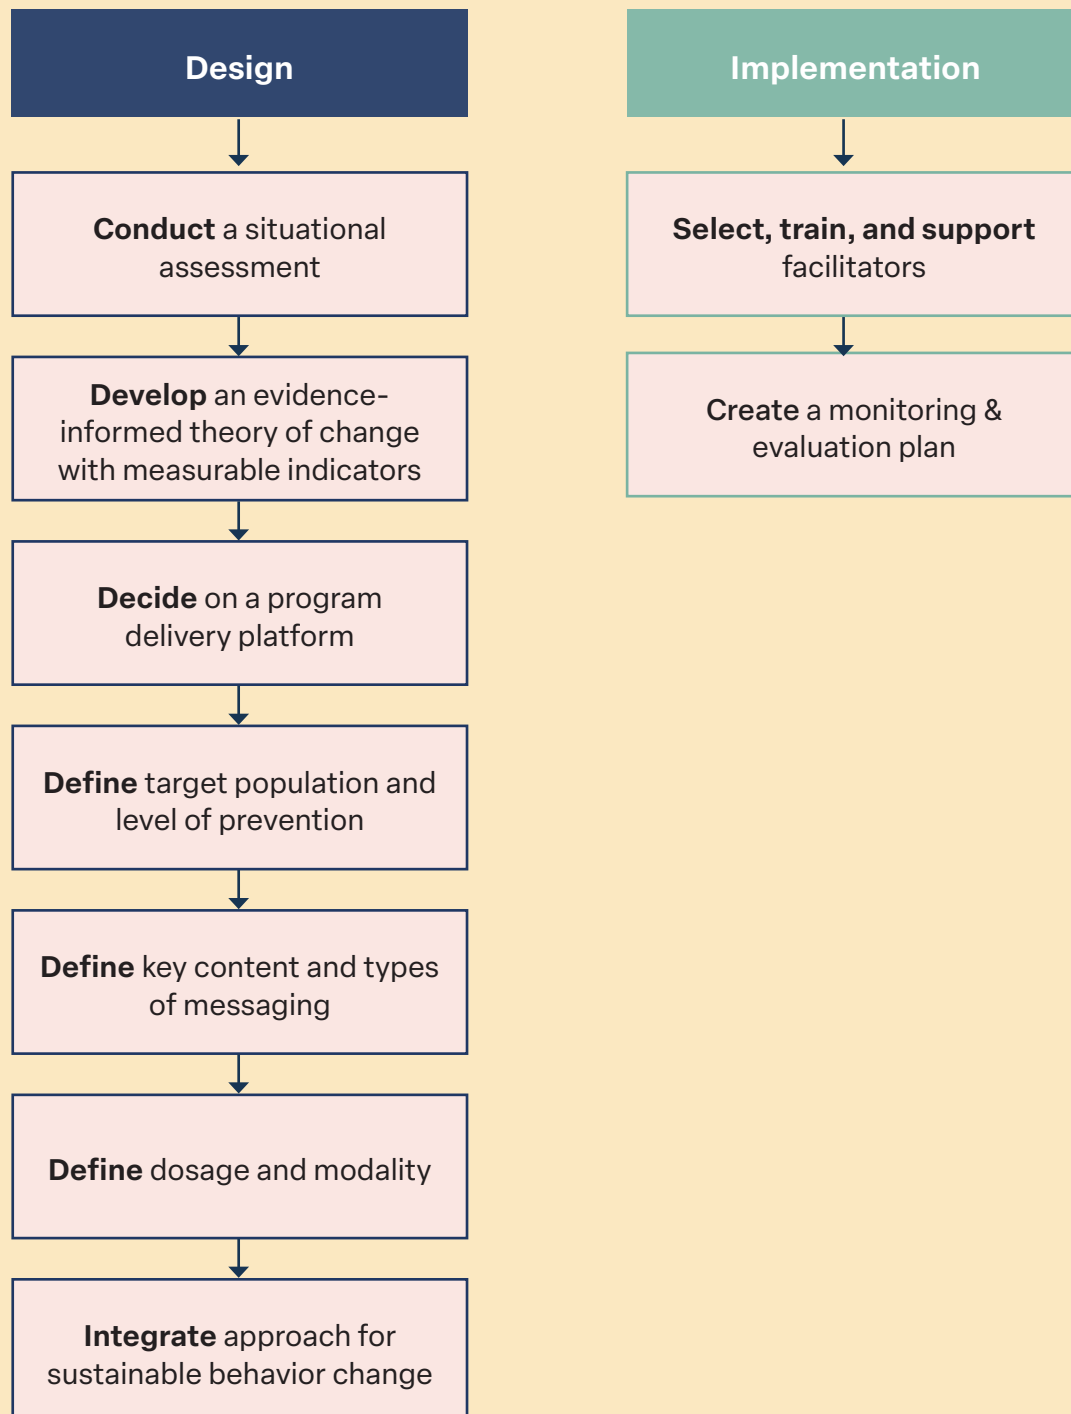 Design
Conduct a situational
assessment
Develop an evidence-
informed theory of change
with measurable indicators
Decide on a program
delivery platform
Define target population and
level of prevention
Define key content and types
of messaging
Define dosage and modality
Integrate approach for
sustainable behavior change
Implementation
Select, train, and support
facilitators
Create a monitoring &
evaluation plan